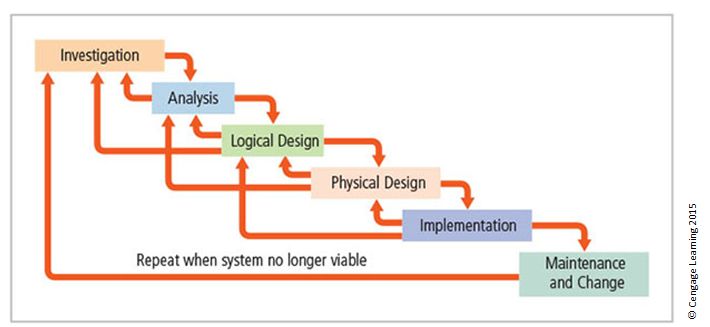 Investigation
Analysis
Logical Design
Physical Design
Implementation
Repeat when system no longer viable
Maintenance
and Change
© Cengage Learning 2015